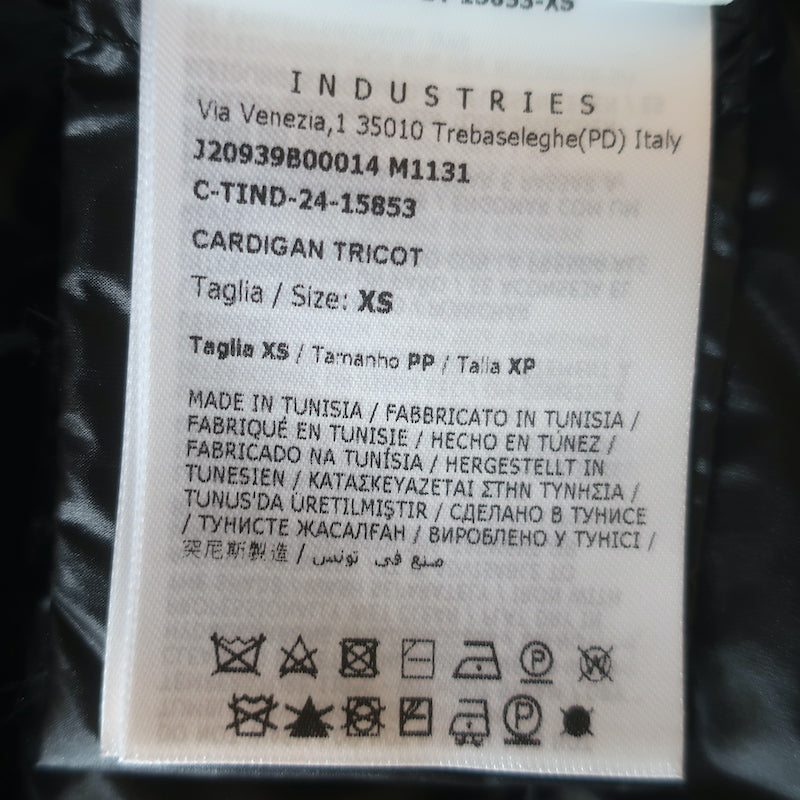 15853-XS
INDUSTRIES
Via Venezia,1 35010 Trebaseleghe(PD) Italy
J20939B00014 M1131
C-TIND-24-15853
CARDIGAN TRICOT
Taglia / Size: XS
Taglia XS / Tamanho PP / Talla XP
MADE IN TUNISIA / FABBRICATO IN TUNISIA /
FABRIQUÉ EN TUNISIE / HECHO EN TÚNEZ /
FABRICADO NA TUNÍSIA / HERGESTELLT IN
TUNESIEN / ΚΑΤΑΣΚΕΥΑΖΕΤΑΙ ΣΤΗΝ ΤΥΝΗΣΙΑ /
TUNUS'DA ÜRETILMIŞTIR / СДЕЛАНО В ТУНИСЕ
/ ТУНИСТЕ ЖАСАЛҒАН / ВИРОБЛЕНО У ТУНІСІ /
突尼斯製造 / صنع في تونس
P W
P